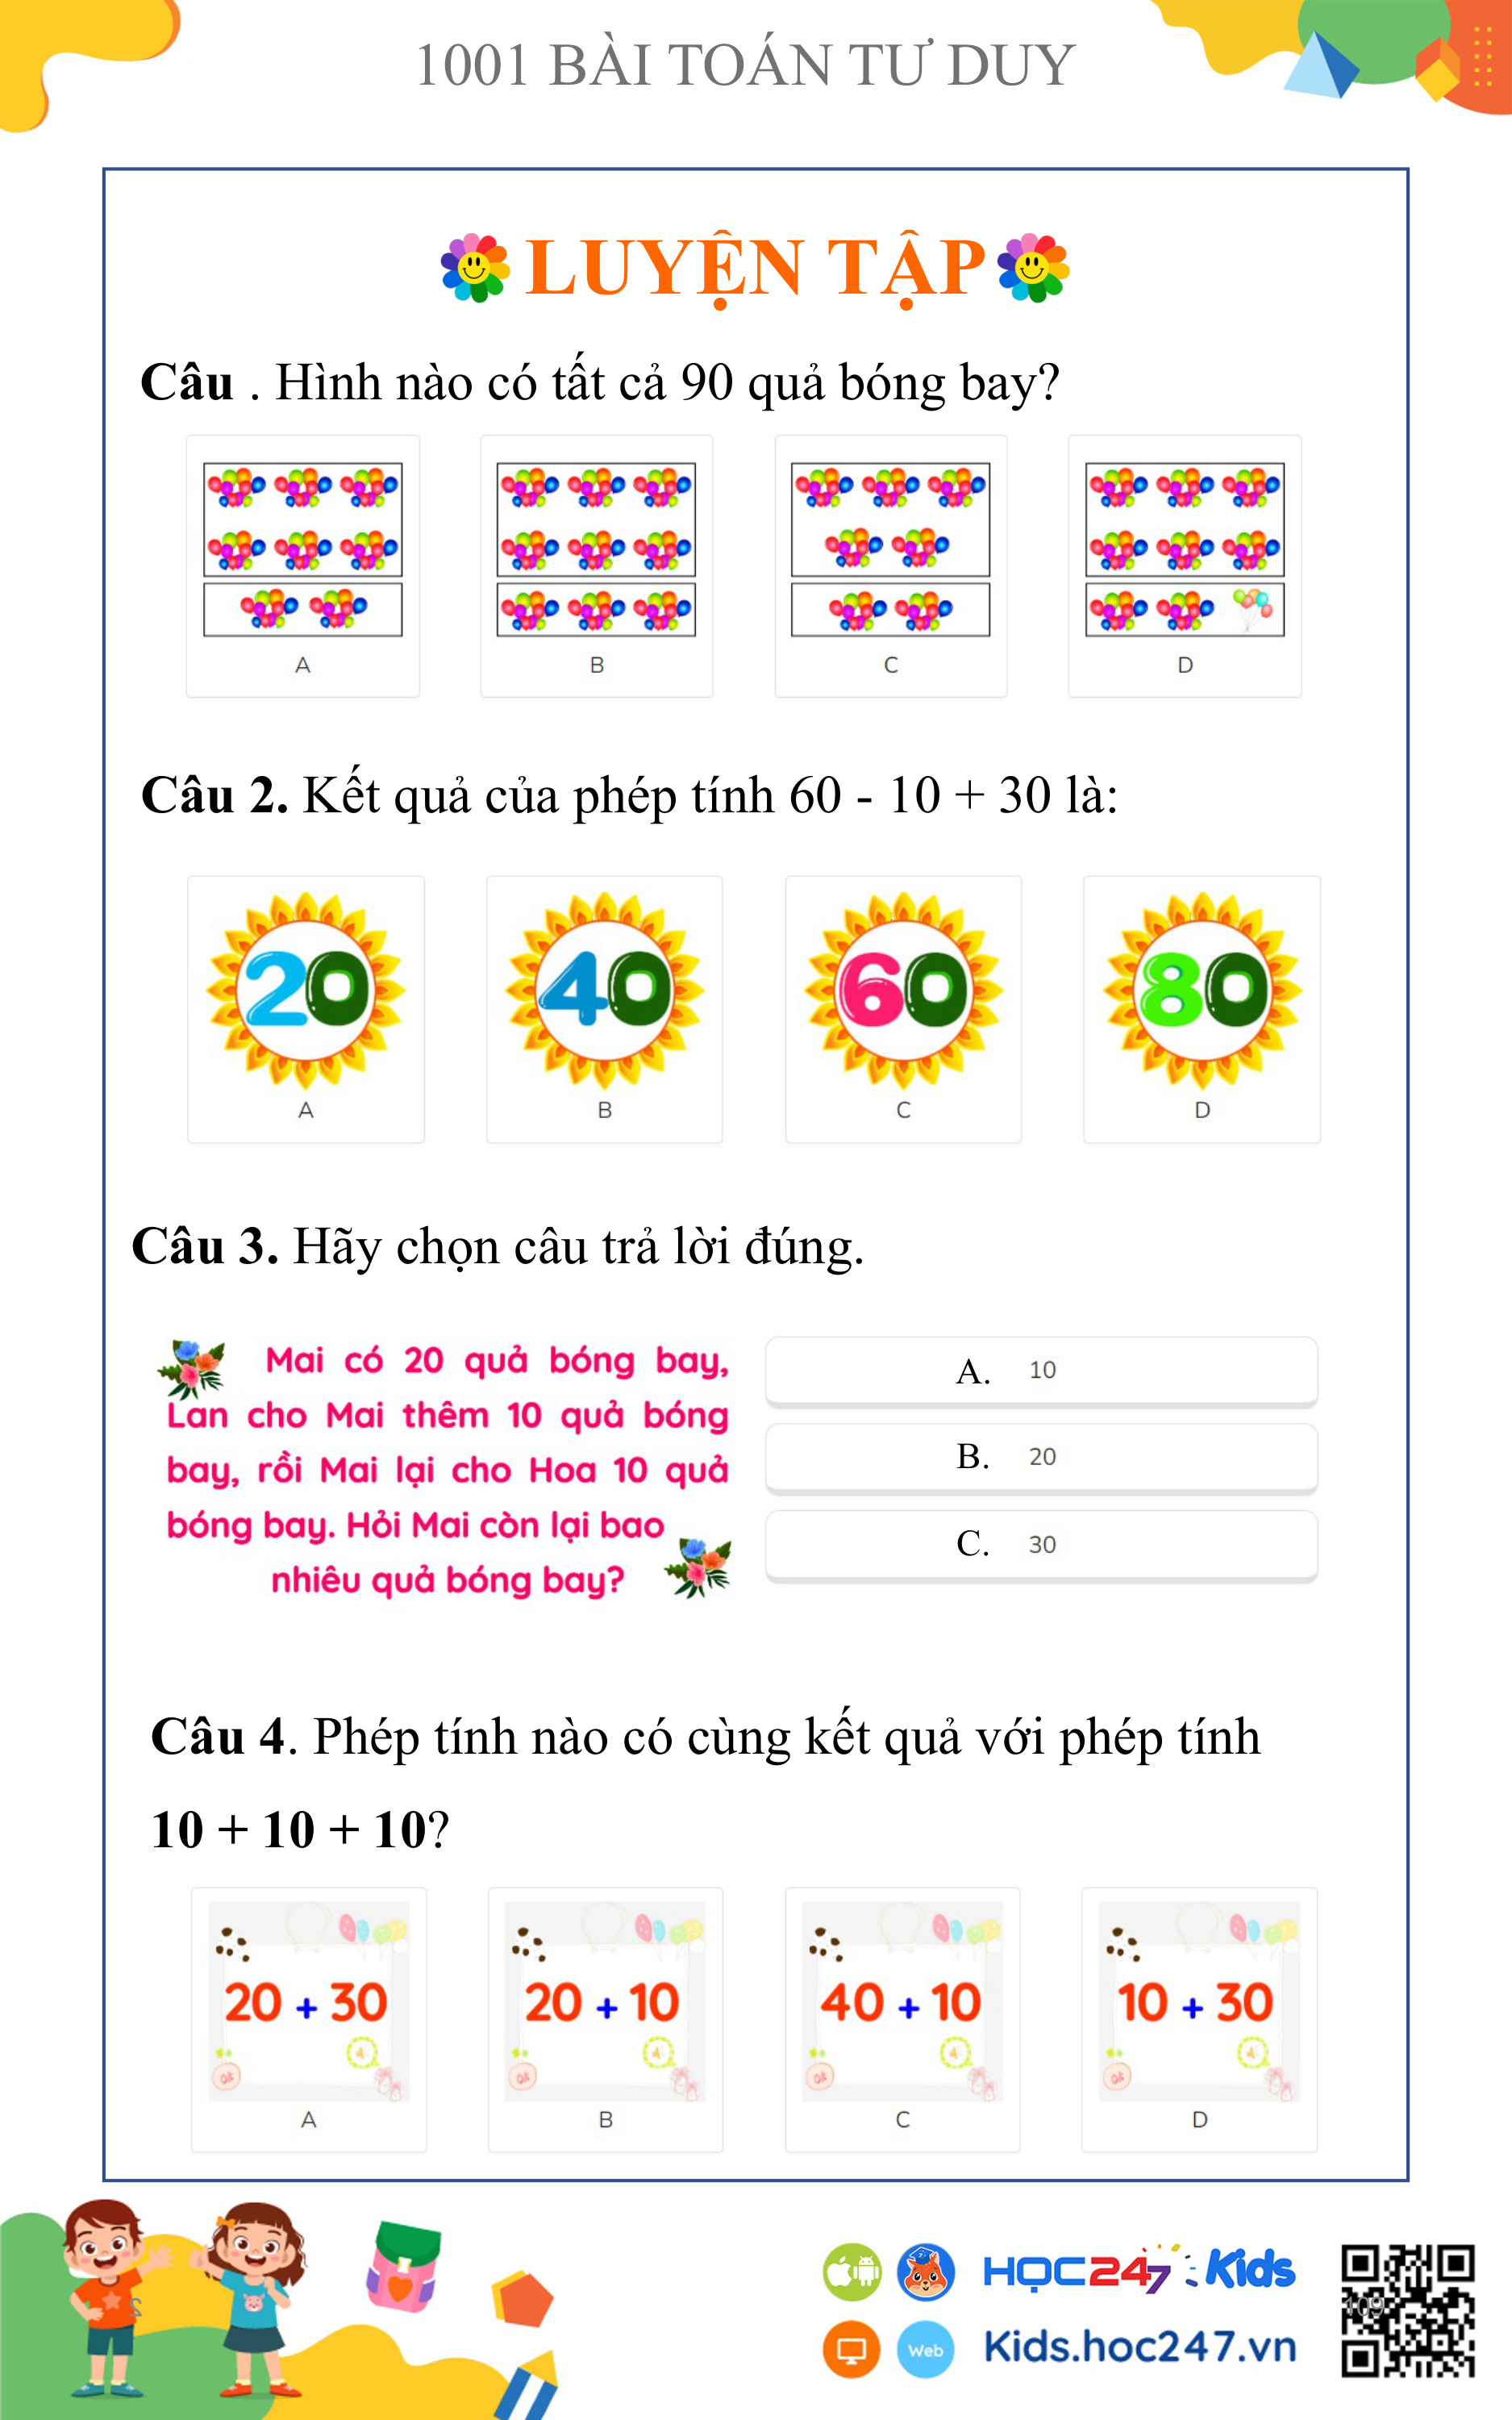 1001 BÀI TOÁN TƯ DUY
LUYỆN TẬP
Câu . Hình nào có tất cả 90 quả bóng bay?
A B C D
Câu 2. Kết quả của phép tính 60 - 10 + 30 là:
20 40 60 80
A B C D
Câu 3. Hãy chọn câu trả lời đúng.
Mai có 20 quả bóng bay,
Lan cho Mai thêm 10 quả bóng
bay, rồi Mai lại cho Hoa 10 quả
bóng bay. Hỏi Mai còn lại bao
nhiêu quả bóng bay?
A. 10
B. 20
C. 30
Câu 4. Phép tính nào có cùng kết quả với phép tính
10 + 10 + 10?
20 + 30 20 + 10 40 + 10 10 + 30
A B C D
HỌC247 Kids
109
Web Kids.hoc247.vn